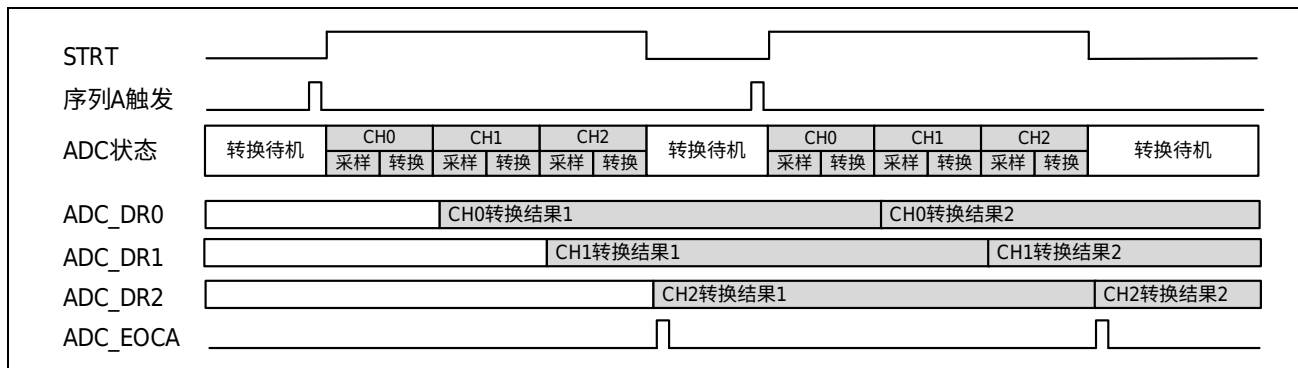 STRT
序列A触发
ADC状态 转换待机 CH0 CH1 CH2 转换待机 CH0 CH1 CH2 转换待机
采样 转换 采样 转换 采样 转换 采样 转换 采样 转换 采样 转换
ADC_DR0 CH0转换结果1 CH0转换结果2
ADC_DR1 CH1转换结果1 CH1转换结果2
ADC_DR2 CH2转换结果1 CH2转换结果2
ADC_EOCA